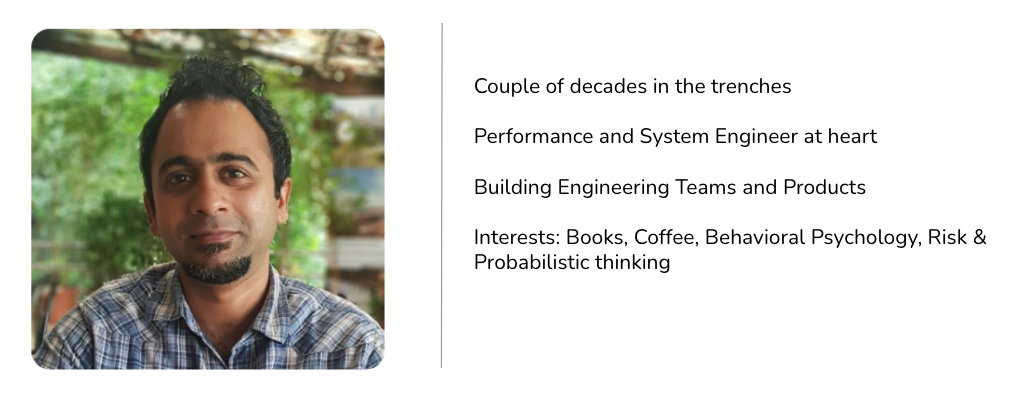 Couple of decades in the trenches
Performance and System Engineer at heart
Building Engineering Teams and Products
Interests: Books, Coffee, Behavioral Psychology, Risk &
Probabilistic thinking